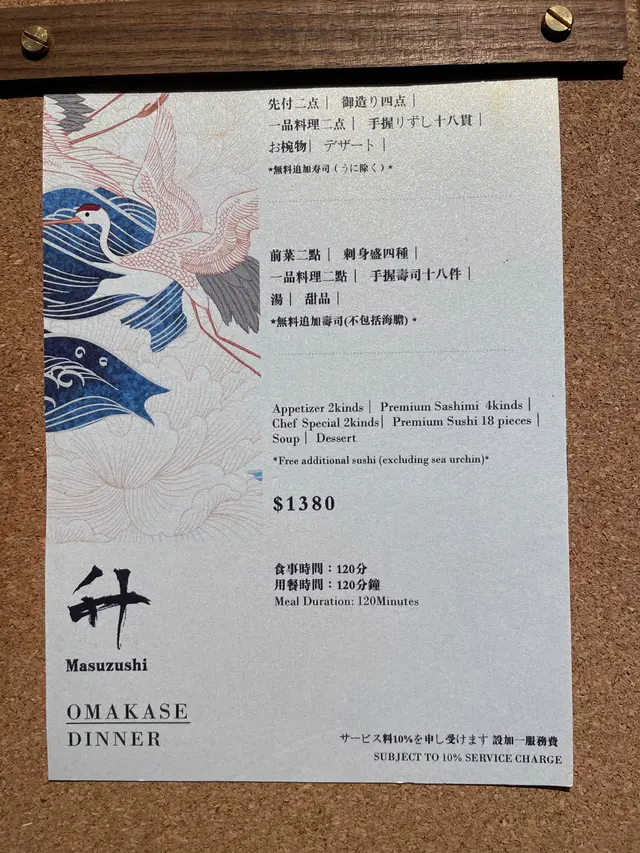 先付二点｜ 御造り四点｜
一品料理二点｜ 手握りずし十八貫｜
お椀物｜ デザート｜
*無料追加寿司（うに除く）*
前菜二點｜ 刺身盛四種｜
一品料理二點｜ 手握壽司十八件｜
湯｜ 甜品｜
*無料追加壽司(不包括海膽) *
Appetizer 2kinds｜ Premium Sashimi 4kinds｜
Chef Special 2kinds｜ Premium Sushi 18 pieces｜
Soup｜ Dessert
*Free additional sushi (excluding sea urchin)*
$1380
食事時間：120分
用餐時間：120分鐘
Meal Duration: 120Minutes
升
Masuzushi
OMAKASE
DINNER
サービス料10%を申し受けます 設加一服務費
SUBJECT TO 10% SERVICE CHARGE